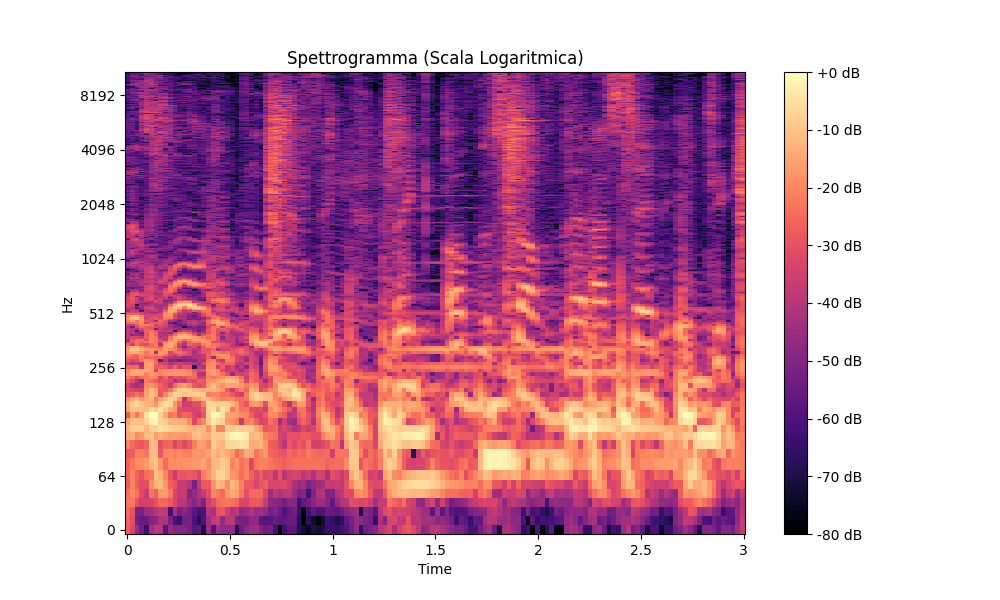 Spettrogramma (Scala Logaritmica)
Hz
8192
4096
2048
1024
512
256
128
64
0
0
0.5
1
1.5
2
2.5
3
Time
+0 dB
-10 dB
-20 dB
-30 dB
-40 dB
-50 dB
-60 dB
-70 dB
-80 dB